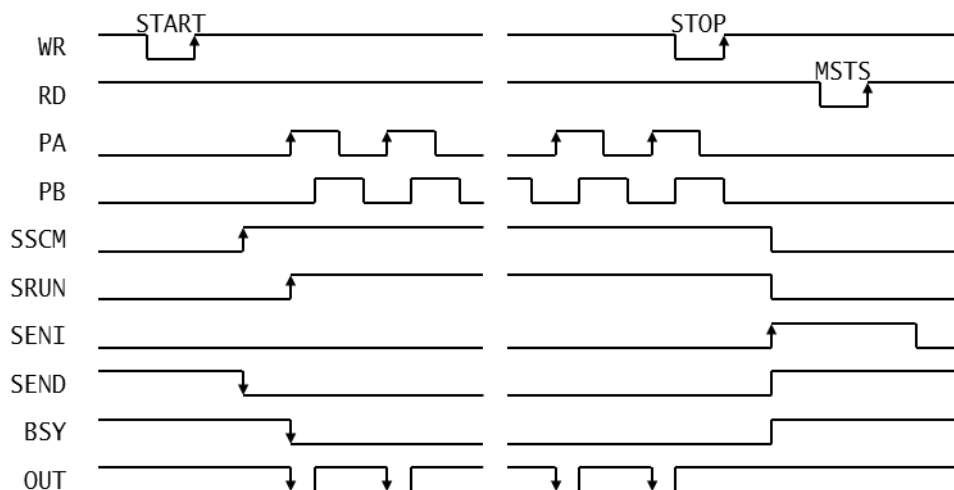 START STOP
WR
MSTS
RD
PA
PB
SSCM
SRUN
SENI
SEND
BSY
OUT